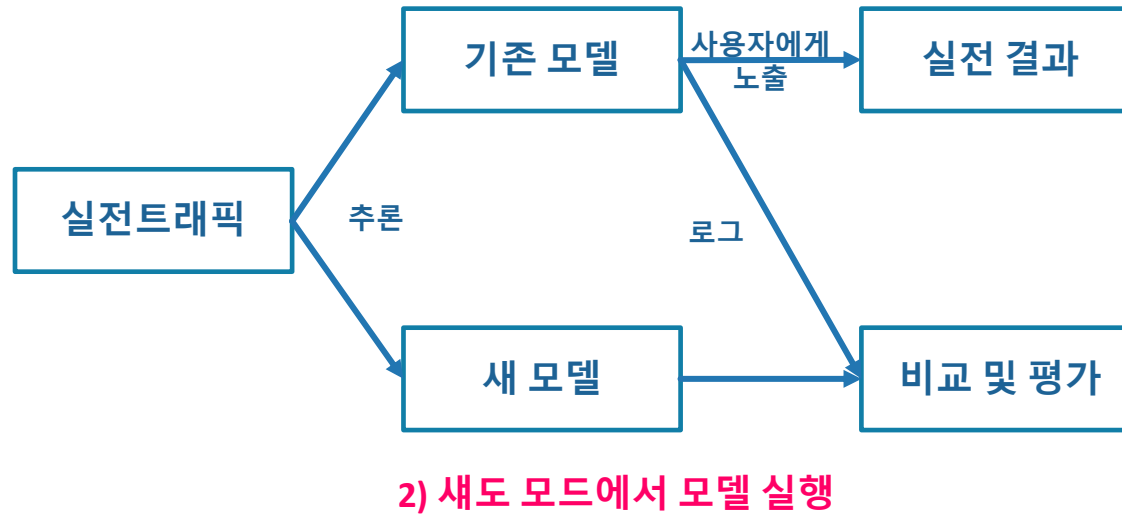 기존 모델
사용자에게
노출
실전 결과
실전트래픽
추론
로그
새 모델
비교 및 평가
2) 섀도 모드에서 모델 실행